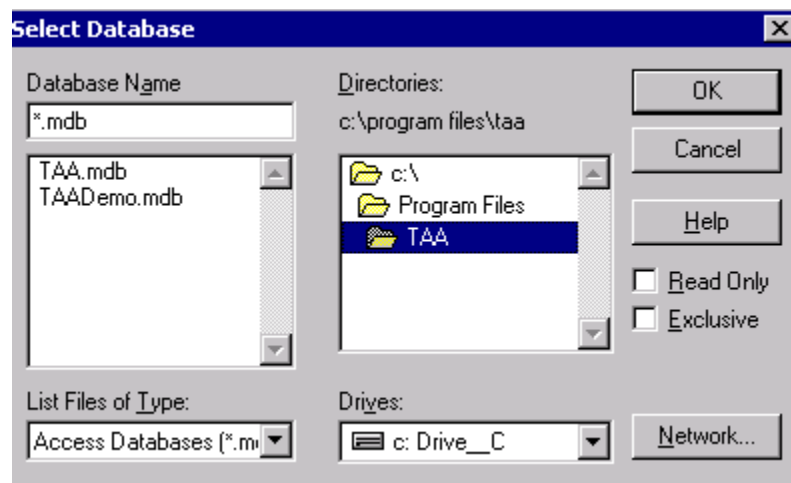 Select Database
Database Name
*.mdb
TAA.mdb
TAADemo.mdb
List Files of Type:
Access Databases (*.m
Directories:
c:\program files\taa
c:\
Program Files
TAA
Drives:
c: Drive__C
OK
Cancel
Help
Read Only
Exclusive
Network...